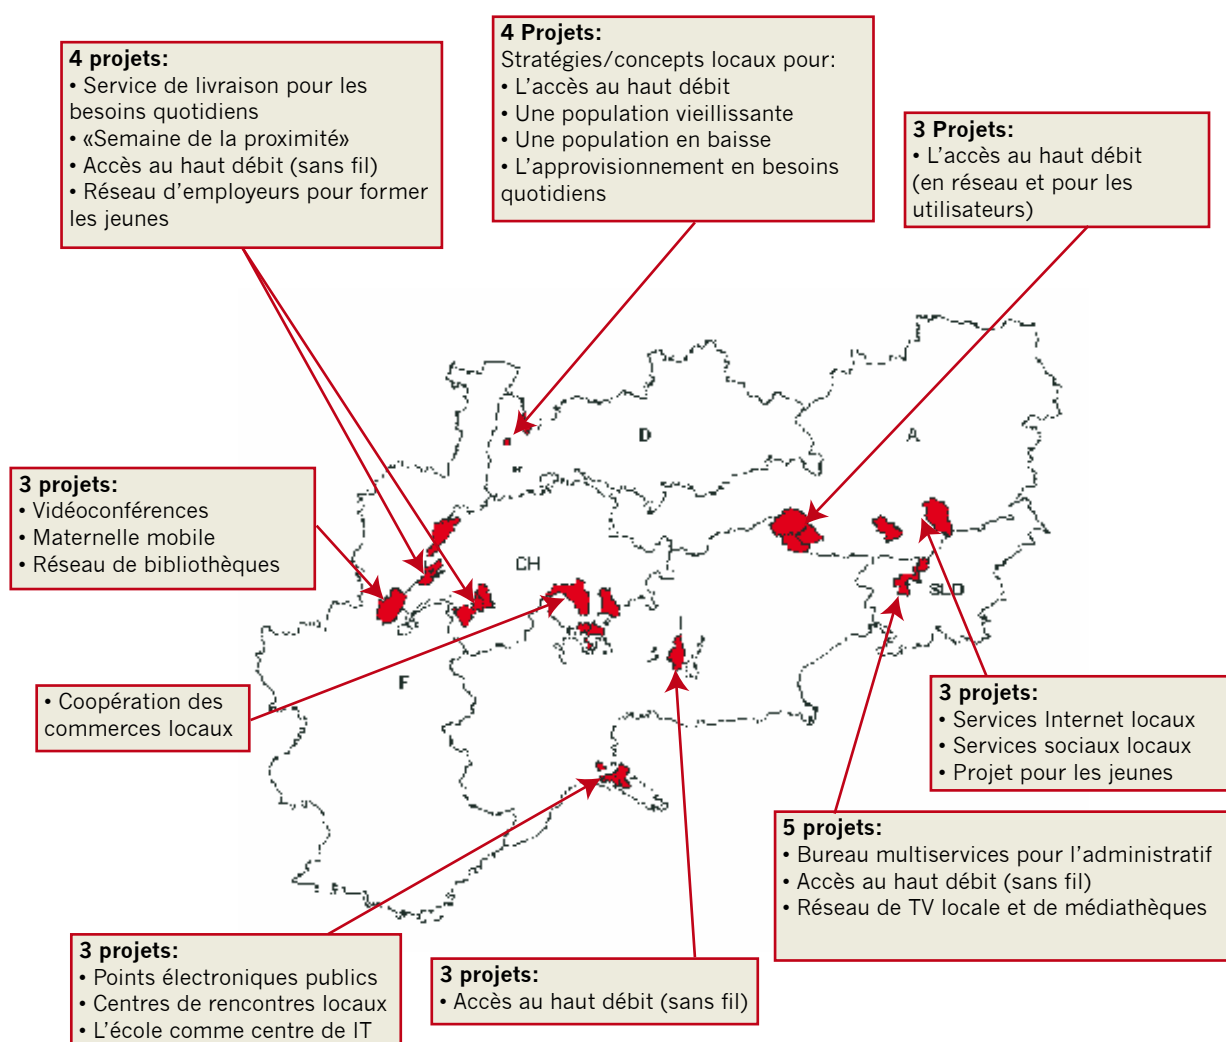 4 projets:
• Service de livraison pour les
besoins quotidiens
• «Semaine de la proximité»
• Accès au haut débit (sans fil)
• Réseau d'employeurs pour former
les jeunes
4 Projets:
Stratégies/concepts locaux pour:
• L'accès au haut débit
• Une population vieillissante
• Une population en baisse
• L'approvisionnement en besoins
quotidiens
3 Projets:
• L'accès au haut débit
(en réseau et pour les
utilisateurs)
D
A
3 projets:
• Vidéoconférences
• Maternelle mobile
• Réseau de bibliothèques
CH
SLO
F
• Coopération des
commerces locaux
3 projets:
• Services Internet locaux
• Services sociaux locaux
• Projet pour les jeunes
5 projets:
• Bureau multiservices pour l'administratif
• Accès au haut débit (sans fil)
• Réseau de TV locale et de médiathèques
3 projets:
• Points électroniques publics
• Centres de rencontres locaux
• L'école comme centre de IT
3 projets:
• Accès au haut débit (sans fil)